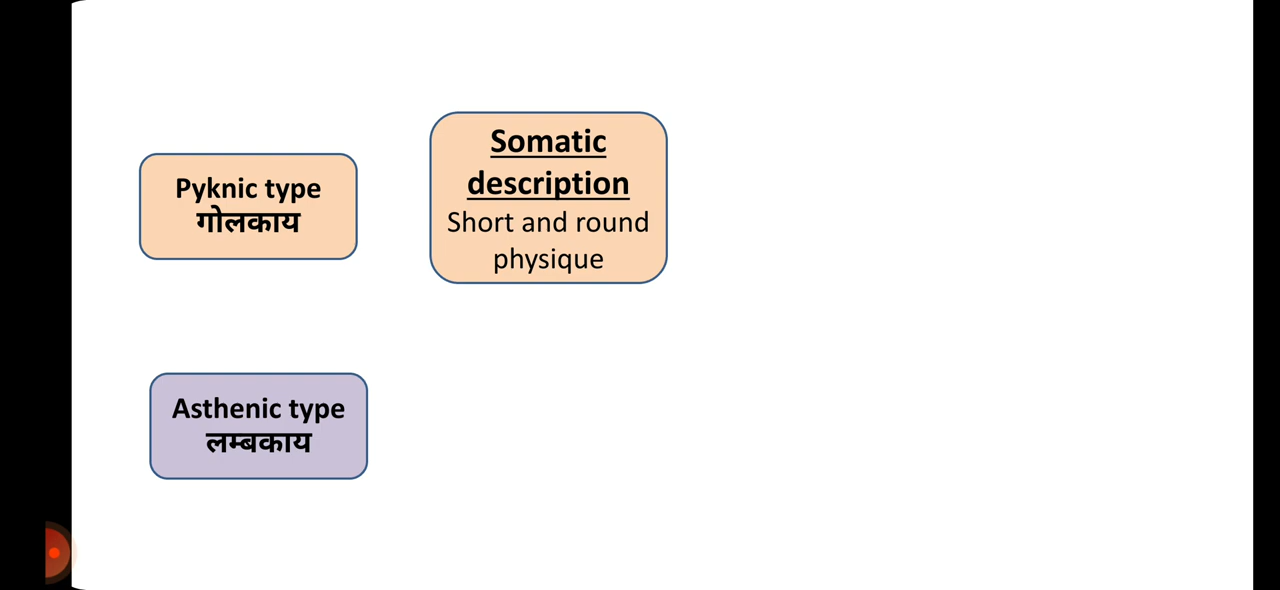 Pyknic type
गोलकाय
Somatic
description
Short and round
physique
Asthenic type
लम्बकाय